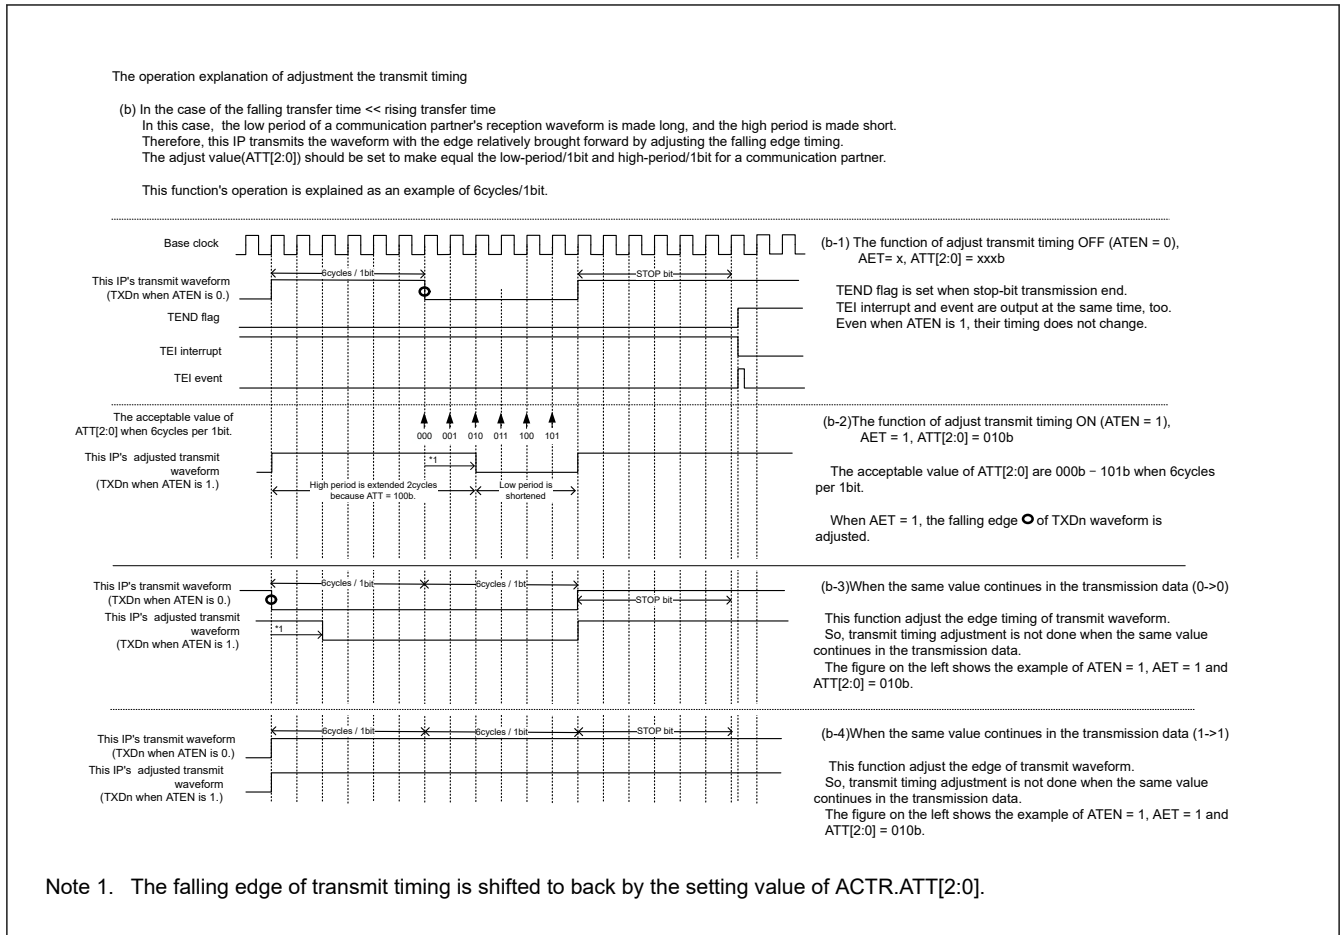 The operation explanation of adjustment the transmit timing
(b) In the case of the falling transfer time << rising transfer time
In this case, the low period of a communication partner's reception waveform is made long, and the high period is made short.
Therefore, this IP transmits the waveform with the edge relatively brought forward by adjusting the falling edge timing.
The adjust value(ATT[2:0]) should be set to make equal the low-period/1bit and high-period/1bit for a communication partner.
This function's operation is explained as an example of 6cycles/1bit.
Base clock
6cycles / 1bit
STOP bit
This IP's transmit waveform
(TXDn when ATEN is 0.)
TEND flag
TEI interrupt
TEI event
(b-1) The function of adjust transmit timing OFF (ATEN = 0),
AET= x, ATT[2:0] = xxxb
TEND flag is set when stop-bit transmission end.
TEI interrupt and event are output at the same time, too.
Even when ATEN is 1, their timing does not change.
The acceptable value of
ATT[2:0] when 6cycles per 1bit.
000 001 010 011 100 101
This IP's adjusted transmit
waveform
(TXDn when ATEN is 1.)
*1
High period is extended 2cycles
because ATT = 100b.
Low period is
shortened
(b-2)The function of adjust transmit timing ON (ATEN = 1),
AET = 1, ATT[2:0] = 010b
The acceptable value of ATT[2:0] are 000b − 101b when 6cycles
per 1bit.
When AET = 1, the falling edge O of TXDn waveform is
adjusted.
This IP's transmit waveform
(TXDn when ATEN is 0.)
6cycles / 1bit
6cycles / 1bt
STOP bit
This IP's adjusted transmit
waveform
(TXDn when ATEN is 1.)
*1
(b-3)When the same value continues in the transmission data (0->0)
This function adjust the edge timing of transmit waveform.
So, transmit timing adjustment is not done when the same value
continues in the transmission data.
The figure on the left shows the example of ATEN = 1, AET = 1 and
ATT[2:0] = 010b.
This IP's transmit waveform
(TXDn when ATEN is 0.)
6cycles / 1bit
6cycles / 1bit
STOP bit
This IP's adjusted transmit
waveform
(TXDn when ATEN is 1.)
(b-4)When the same value continues in the transmission data (1->1)
This function adjust the edge of transmit waveform.
So, transmit timing adjustment is not done when the same value
continues in the transmission data.
The figure on the left shows the example of ATEN = 1, AET = 1 and
ATT[2:0] = 010b.
Note 1. The falling edge of transmit timing is shifted to back by the setting value of ACTR.ATT[2:0].